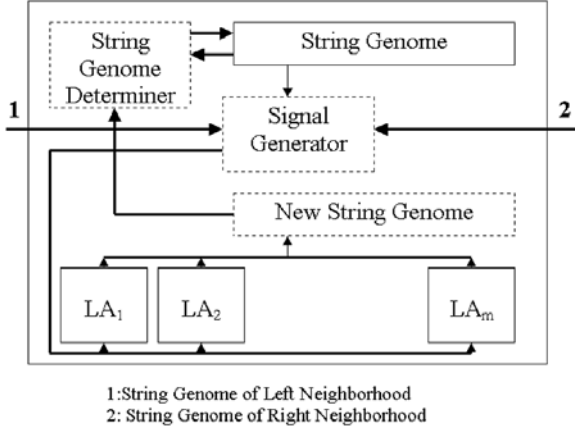 String
Genome
Determiner
String Genome
1
2
Signal
Generator
New String Genome
LA1
LA2
LAm
1:String Genome of Left Neighborhood
2: String Genome of Right Neighborhood